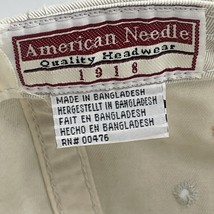 American Needle
Quality Headwear
1918
MADE IN BANGLADESH
HERGESTELLT IN BANGLADESH
FAIT EN BANGLADESH
HECHO EN BANGLADESH
RN# 00476